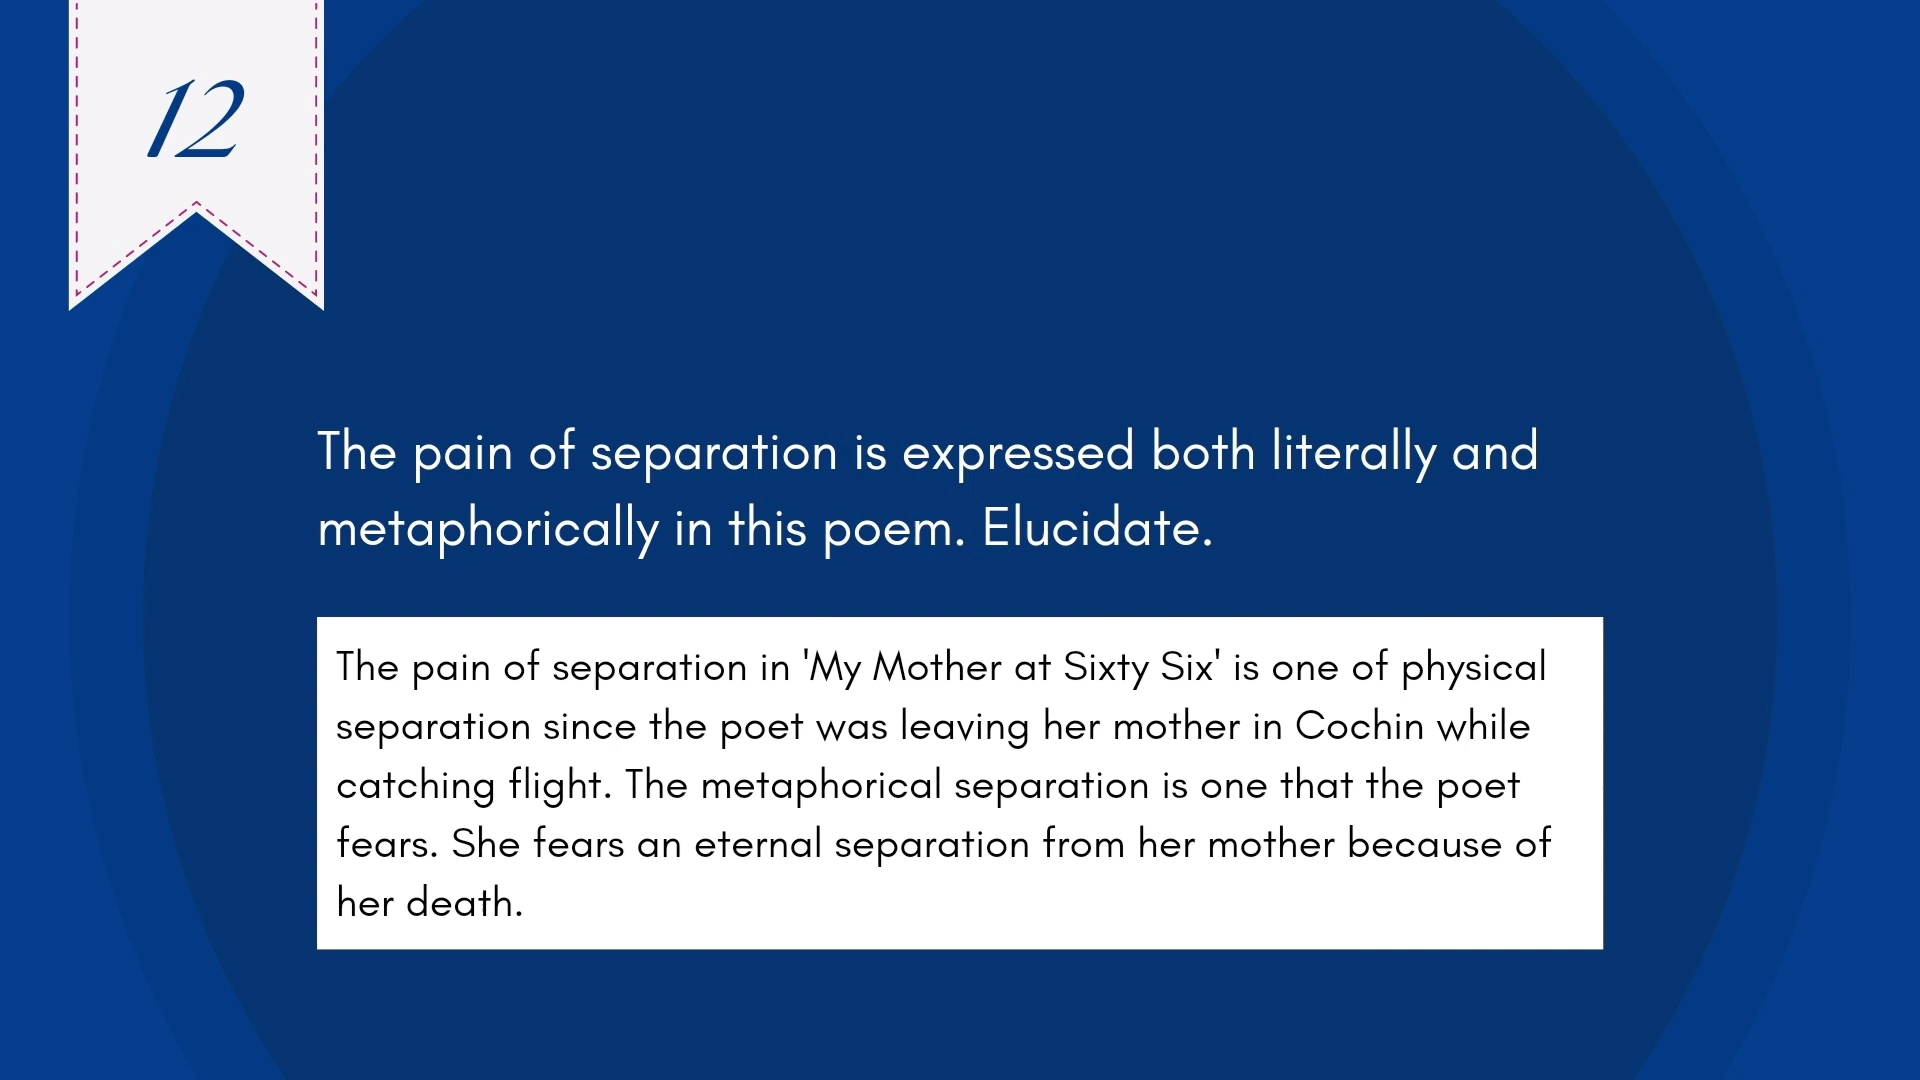 12
The pain of separation is expressed both literally and
metaphorically in this poem. Elucidate.
The pain of separation in 'My Mother at Sixty Six' is one of physical
separation since the poet was leaving her mother in Cochin while
catching flight. The metaphorical separation is one that the poet
fears. She fears an eternal separation from her mother because of
her death.